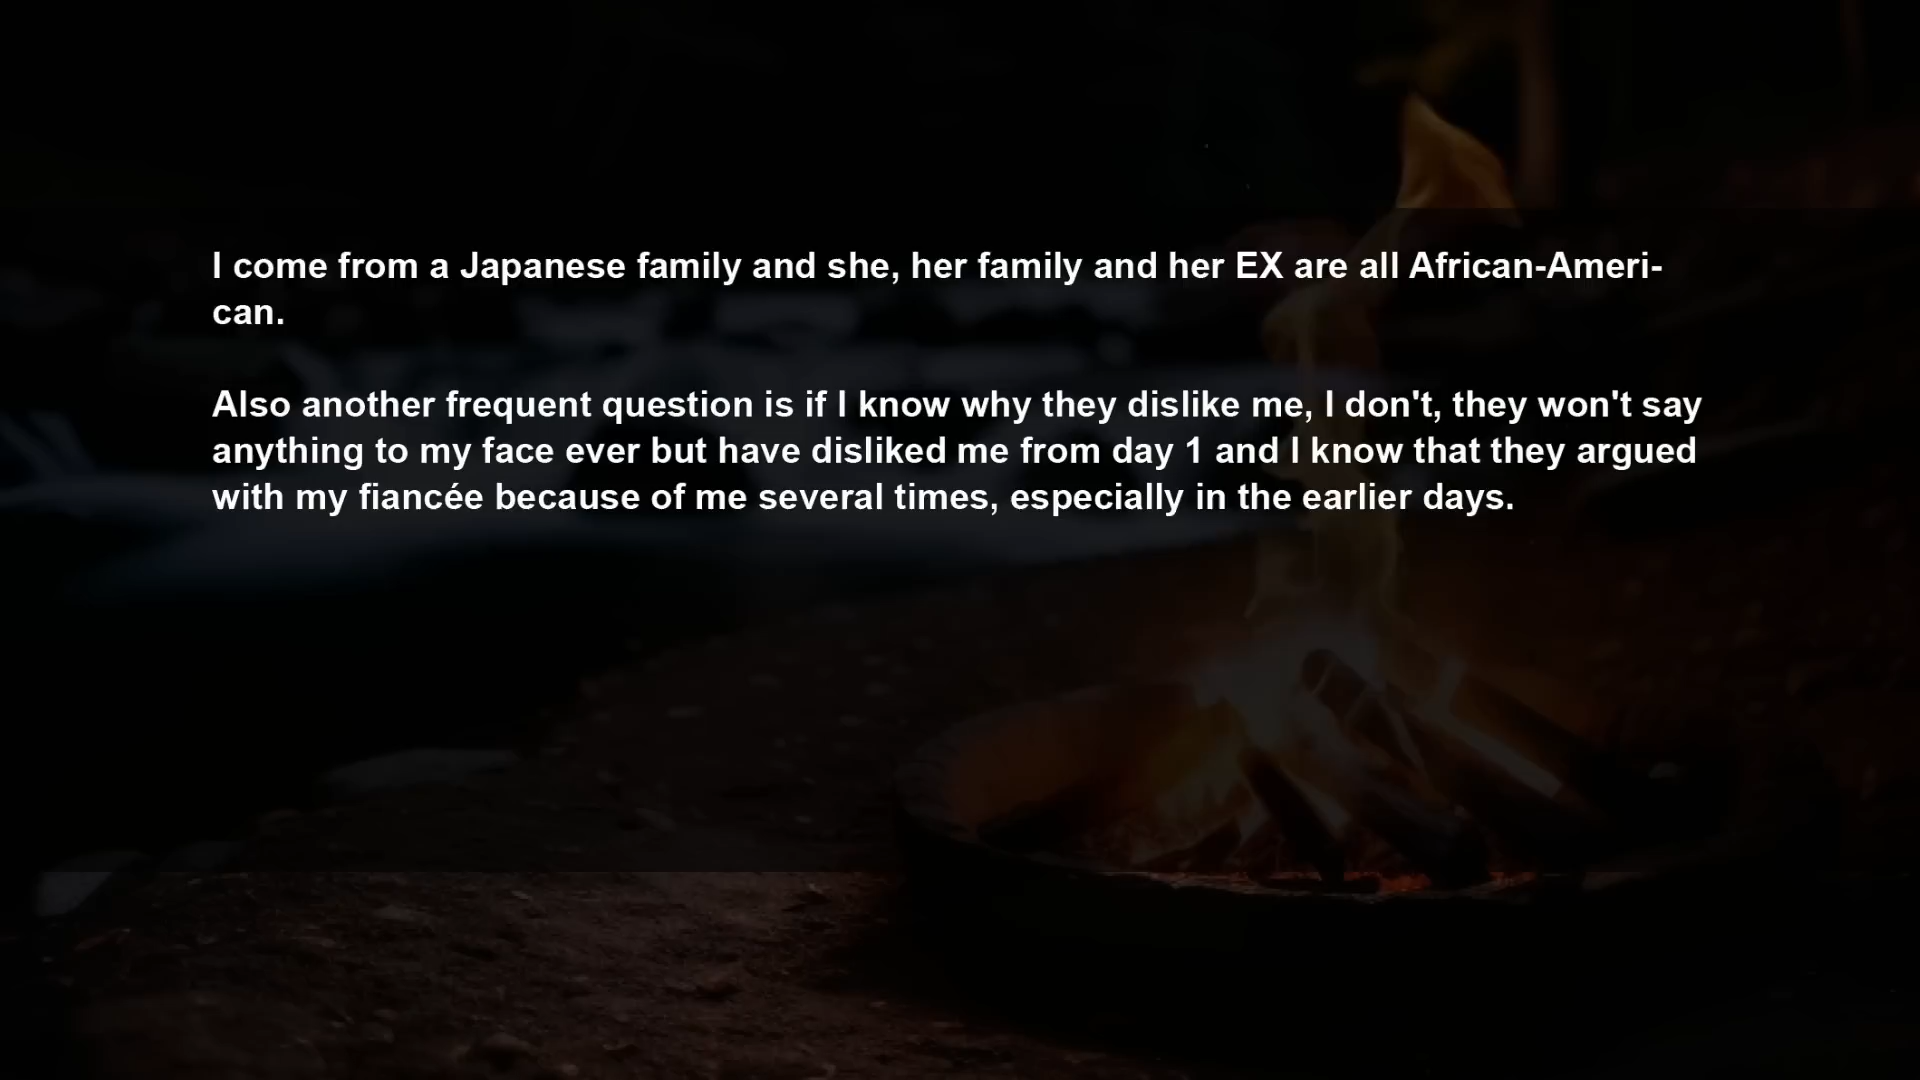 I come from a Japanese family and she, her family and her EX are all African-Ameri-
can.
Also another frequent question is if I know why they dislike me, I don't, they won't say
anything to my face ever but have disliked me from day 1 and I know that they argued
with my fiancée because of me several times, especially in the earlier days.